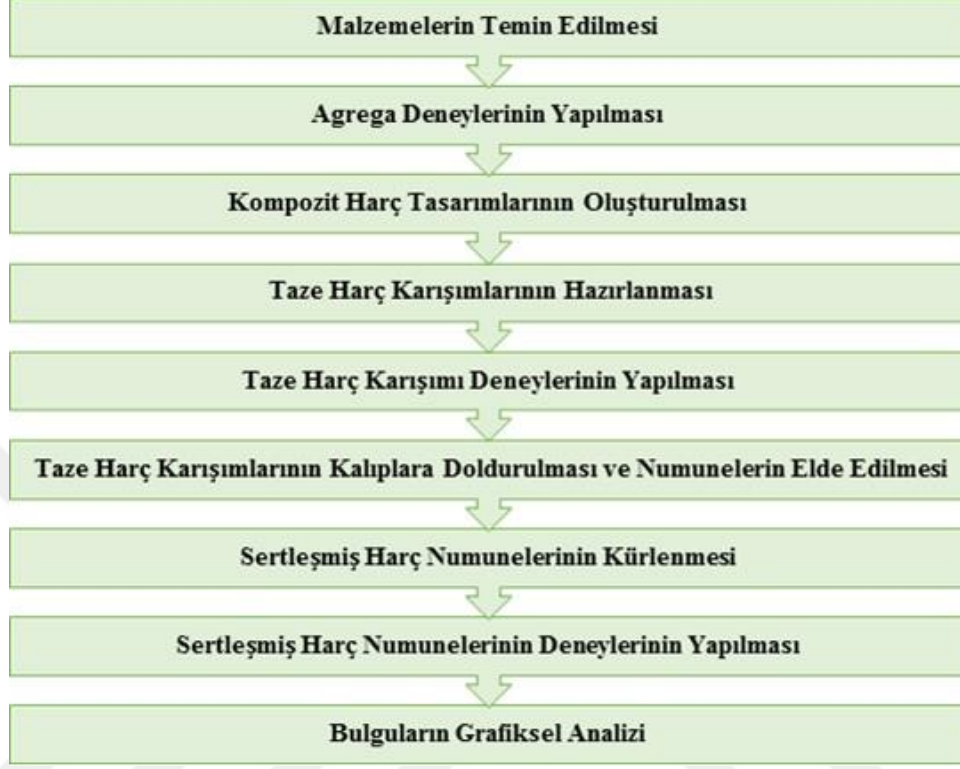 Malzemelerin Temin Edilmesi
Agrega Deneylerinin Yapılması
Kompozit Harç Tasarımlarının Oluşturulması
Taze Harç Karışımlarının Hazırlanması
Taze Harç Karışımı Deneylerinin Yapılması
Taze Harç Karışımlarının Kalıplara Doldurulması ve Numunelerin Elde Edilmesi
Sertleşmiş Harç Numunelerinin Kürlenmesi
Sertleşmiş Harç Numunelerinin Deneylerinin Yapılması
Bulguların Grafiksel Analizi